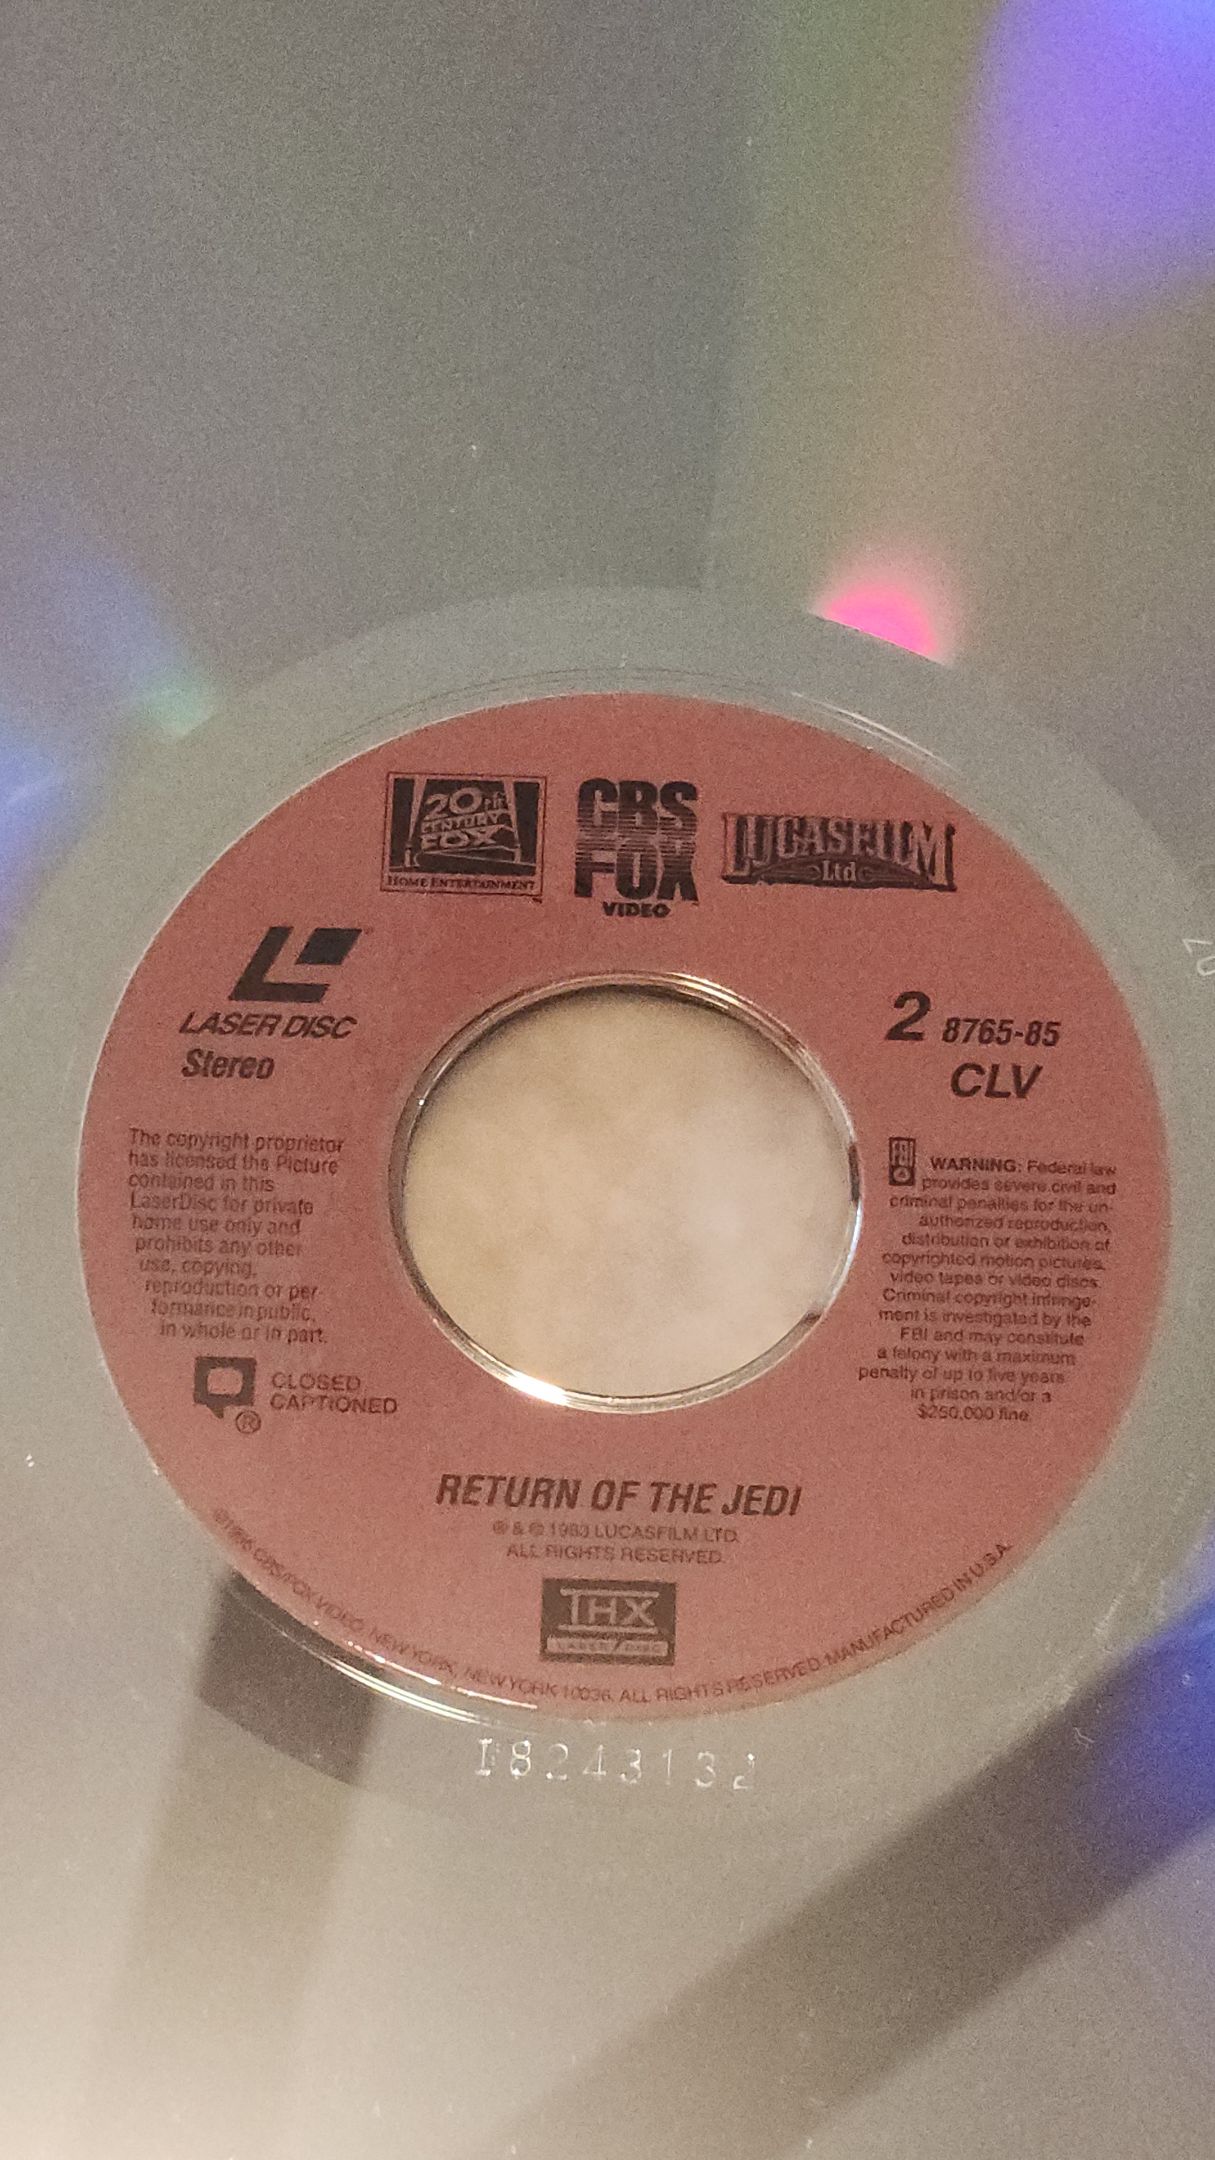 20th
CENTURY
FOX
HOME ENTERTAINMENT
CBS
FOX
VIDEO
LUCASFILM
Ltd
LASER DISC
Stereo
2 8765-85
CLV
The copyright proprietor
has licensed the Picture
contained in this
LaserDisc for private
home use only and
prohibits any other
use, copying,
reproduction or per-
formance in public,
in whole or in part.
CLOSED
CAPTIONED
®
FBI
WARNING: Federal law
provides severe civil and
criminal penalties for the un-
authorized reproduction,
distribution or exhibition of
copyrighted motion pictures,
video tapes or video discs.
Criminal copyright infringe-
ment is investigated by the
FBI and may constitute
a felony with a maximum
penalty of up to five years
in prison and/or a
$250,000 fine.
RETURN OF THE JEDI
& © 1983 LUCASFILM LTD.
ALL RIGHTS RESERVED.
THX
LASER DISC
CBS/FOX VIDEO, NEW YORK, NEW YORK 10036. ALL RIGHTS RESERVED. MANUFACTURED IN U.S.A.